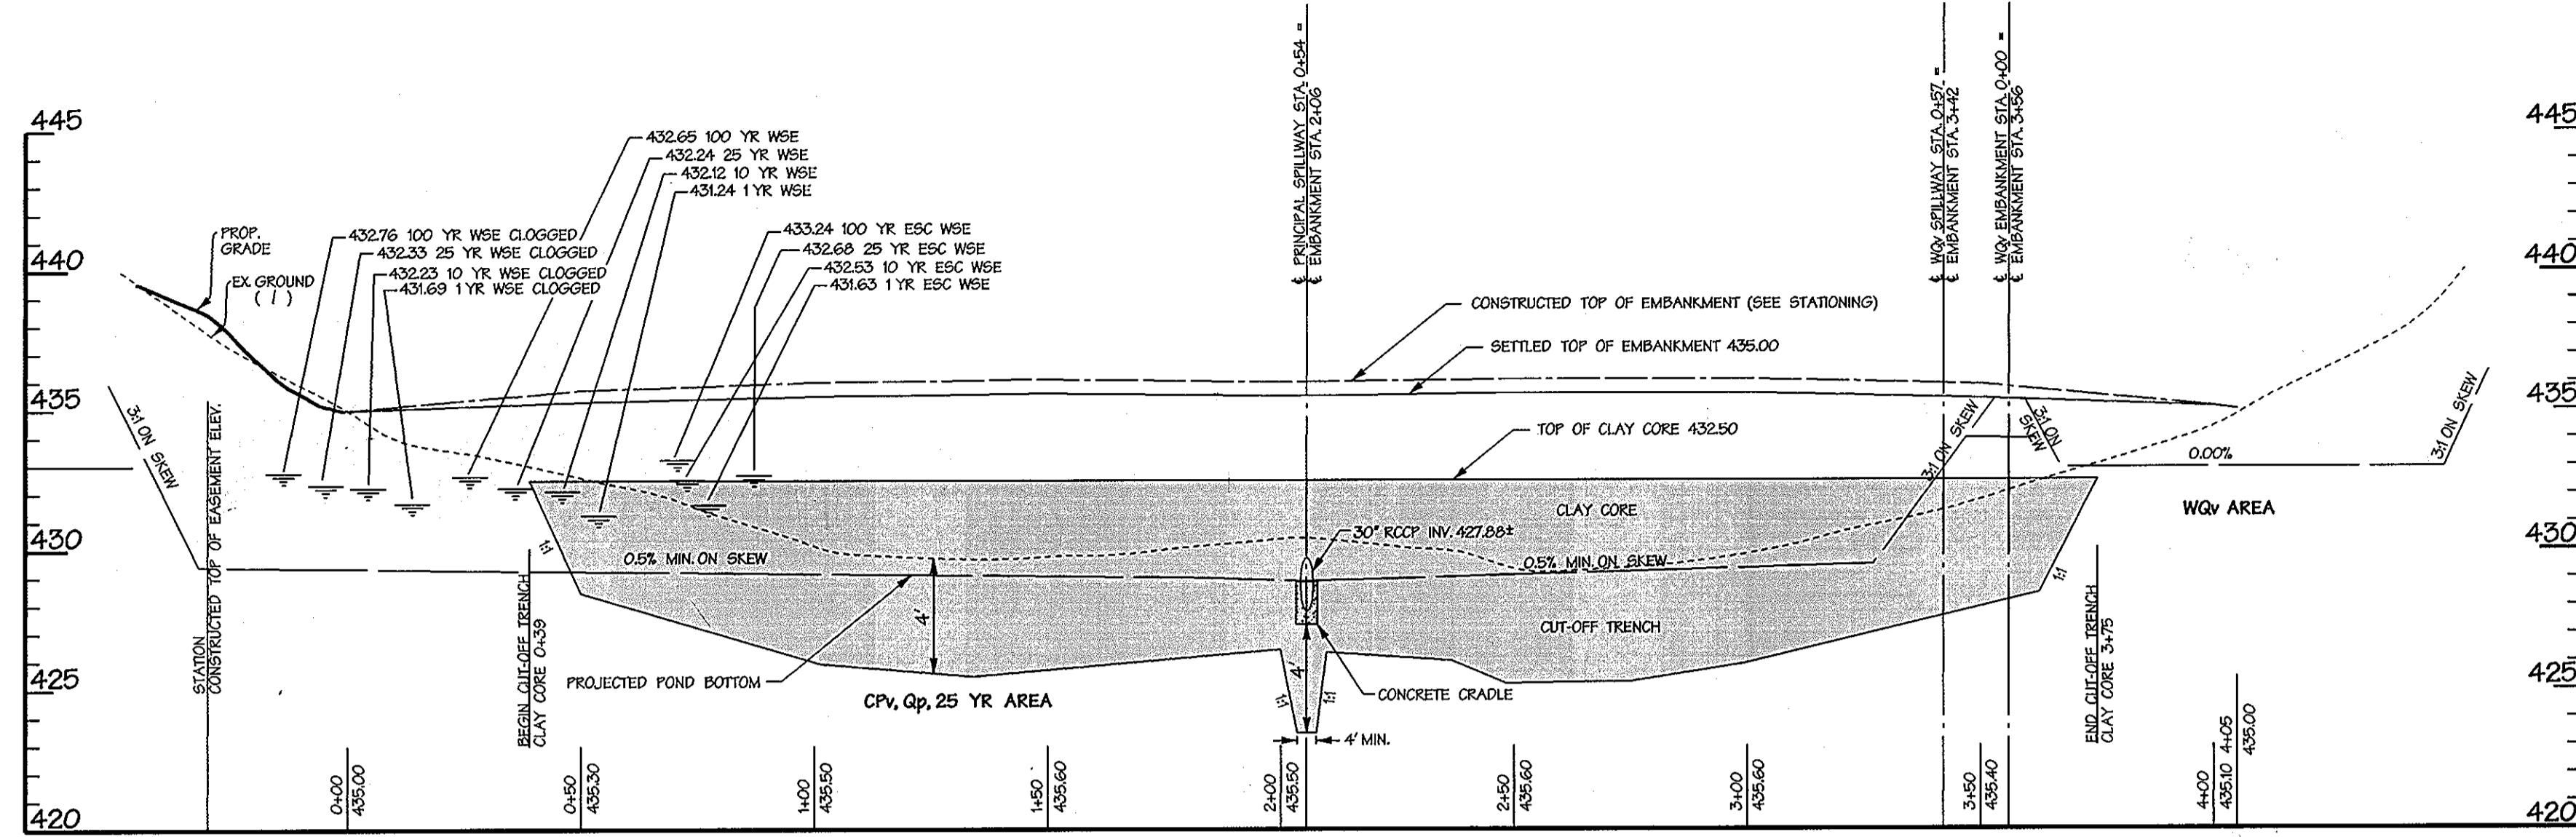 445
440
435
430
425
420
445
440
435
430
425
420
PROP.
GRADE
EX. GROUND
( | )
432.76 100 YR WSE CLOGGED
432.33 25 YR WSE CLOGGED
432.23 10 YR WSE CLOGGED
431.69 1 YR WSE CLOGGED
432.65 100 YR WSE
432.24 25 YR WSE
432.12 10 YR WSE
431.24 1 YR WSE
433.24 100 YR ESC WSE
432.68 25 YR ESC WSE
432.53 10 YR ESC WSE
431.63 1 YR ESC WSE
℄ PRINCIPAL SPILLWAY STA. 0+54 =
℄ EMBANKMENT STA. 2+06
℄ WQv SPILLWAY STA. 0+57 =
℄ EMBANKMENT STA. 3+42
℄ WQv EMBANKMENT STA. 0+00 =
℄ EMBANKMENT STA. 3+56
CONSTRUCTED TOP OF EMBANKMENT (SEE STATIONING)
SETTLED TOP OF EMBANKMENT 435.00
TOP OF CLAY CORE 432.50
3:1 ON SKEW
3:1 ON SKEW
3:1 ON
SKEW
3:1 ON SKEW
0.00%
WQv AREA
CLAY CORE
30" RCCP INV. 427.88±
1:1
0.5% MIN. ON SKEW
0.5% MIN. ON SKEW
1:1
4'
CUT-OFF TRENCH
PROJECTED POND BOTTOM
CPv, Qp, 25 YR AREA
4'
1:1
1:1
CONCRETE CRADLE
4' MIN.
STATION
CONSTRUCTED TOP OF EASEMENT ELEV.
BEGIN CUT-OFF TRENCH
CLAY CORE 0+39
END CUT-OFF TRENCH
CLAY CORE 3+75
0+00
435.00
0+50
435.30
1+00
435.50
1+50
435.60
2+00
435.50
2+50
435.60
3+00
435.60
3+50
435.40
4+00
435.10
4+05
435.00